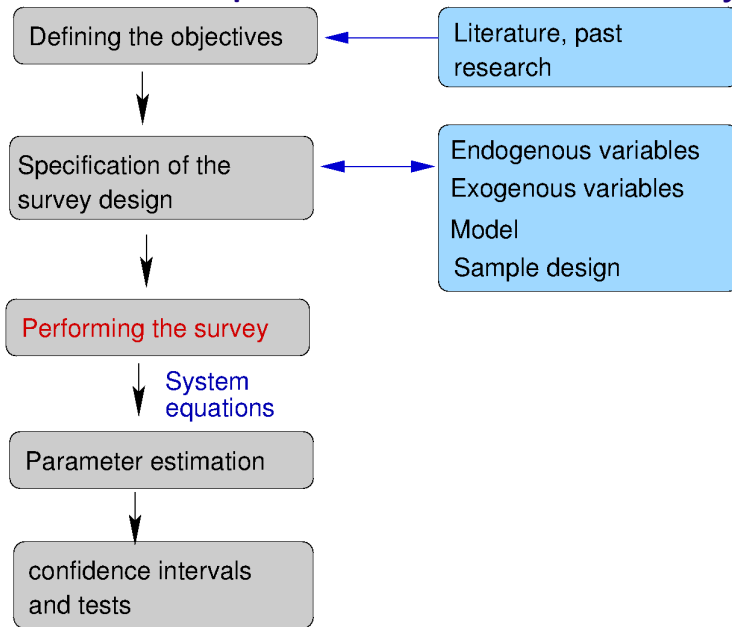 Defining the objectives
Literature, past
research
Specification of the
survey design
Endogenous variables
Exogenous variables
Model
Sample design
Performing the survey
System
equations
Parameter estimation
confidence intervals
and tests